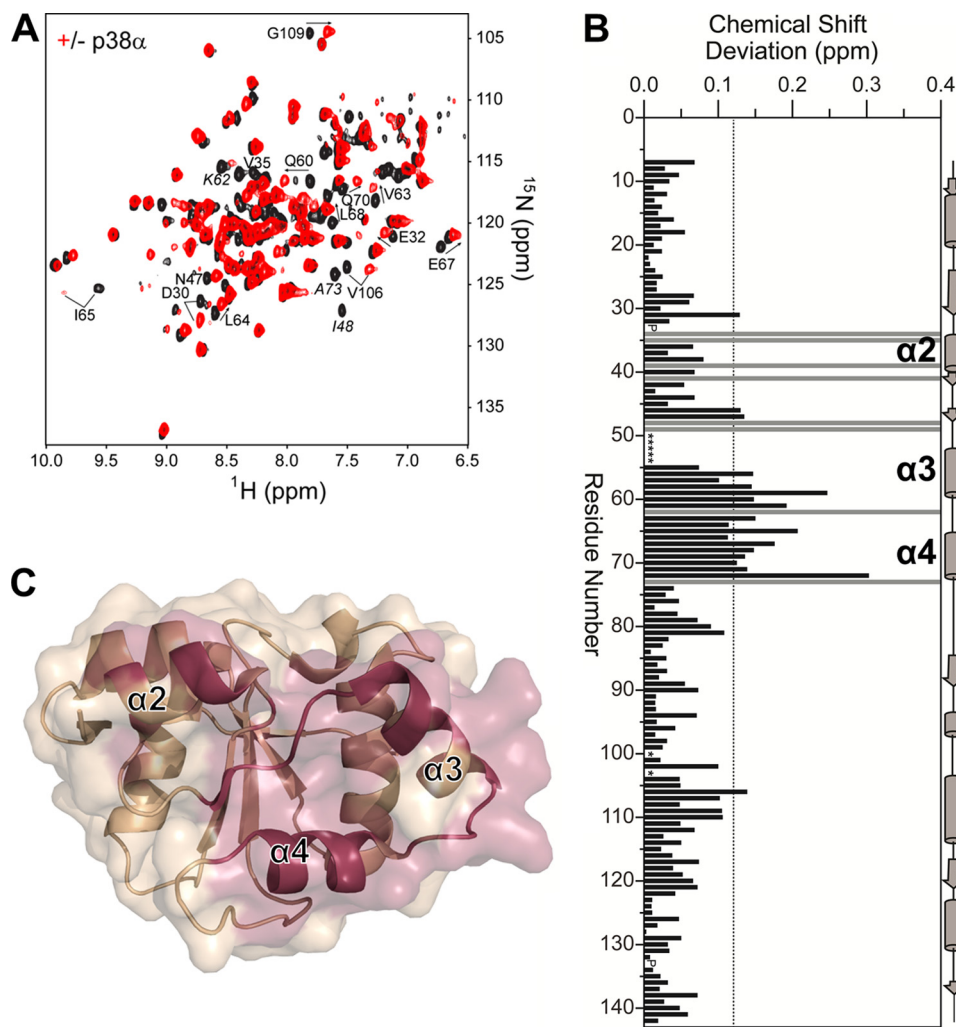 A
+/- p38α
G109
V35
K62
Q60
Q70
V63
L68
E32
E67
N47
A73
V106
D30
I65
L64
I48
105
110
115
120
125
130
135
15N (ppm)
10.0 9.5 9.0 8.5 8.0 7.5 7.0 6.5
1H (ppm)
B
Chemical Shift
Deviation (ppm)
0.0 0.1 0.2 0.3 0.4
0
10
20
30
P
α2
40
50
*****
α3
60
α4
70
80
90
100
*
*
110
120
130
P
140
Residue Number
C
α2
α3
α4